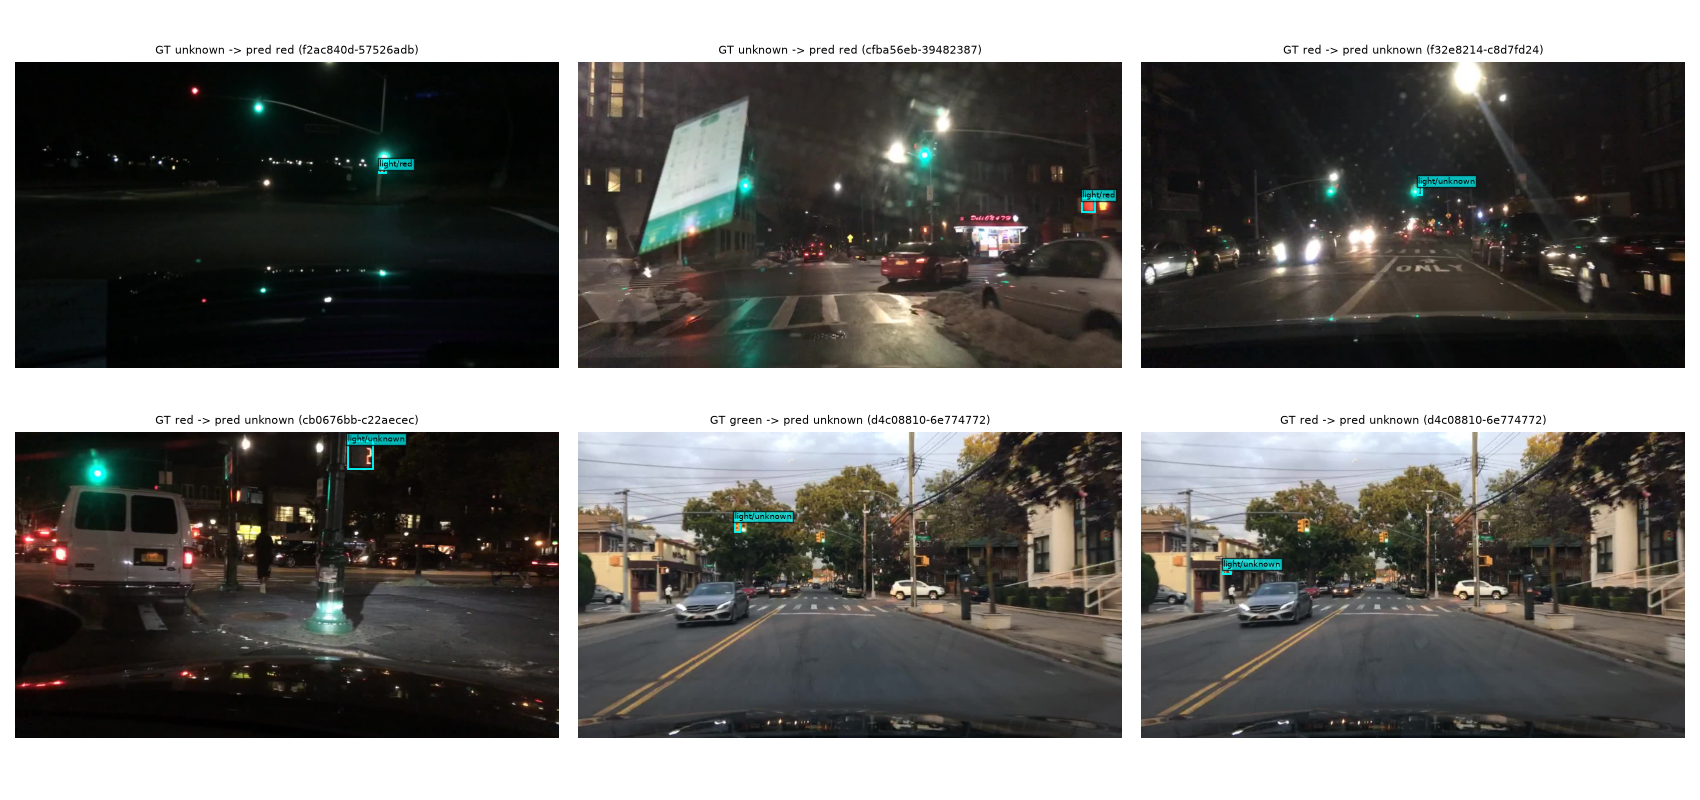 GT unknown -> pred red (f2ac840d-57526adb)
GT unknown -> pred red (cfba56eb-39482387)
GT red -> pred unknown (f32e8214-c8d7fd24)
light/red
light/red
light/unknown
ONLY
GT red -> pred unknown (cb0676bb-c22aecec)
GT green -> pred unknown (d4c08810-6e774772)
GT red -> pred unknown (d4c08810-6e774772)
light/unknown
2
light/unknown
light/unknown